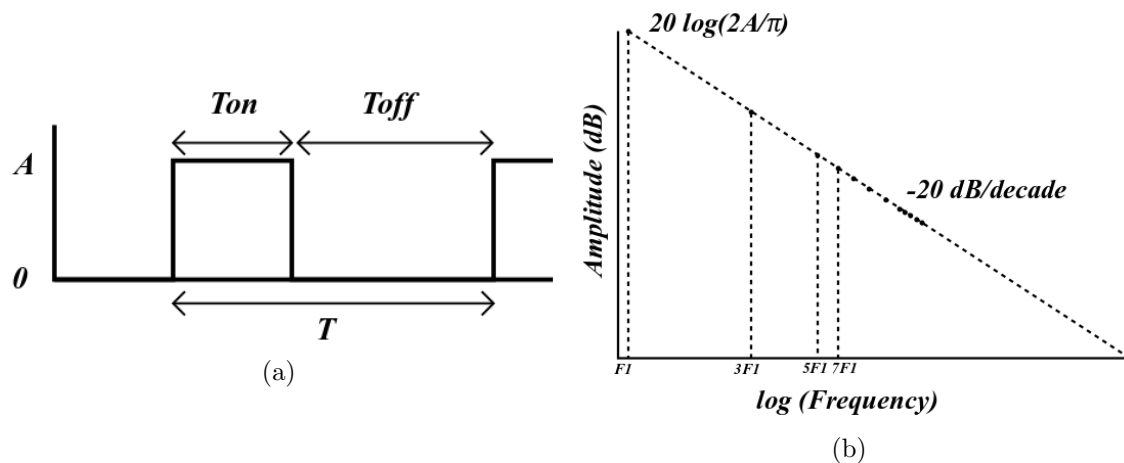 Ton
Toff
A
0
T
(a)
20 log(2A/π)
Amplitude (dB)
-20 dB/decade
F1
3F1
5F1
7F1
log (Frequency)
(b)